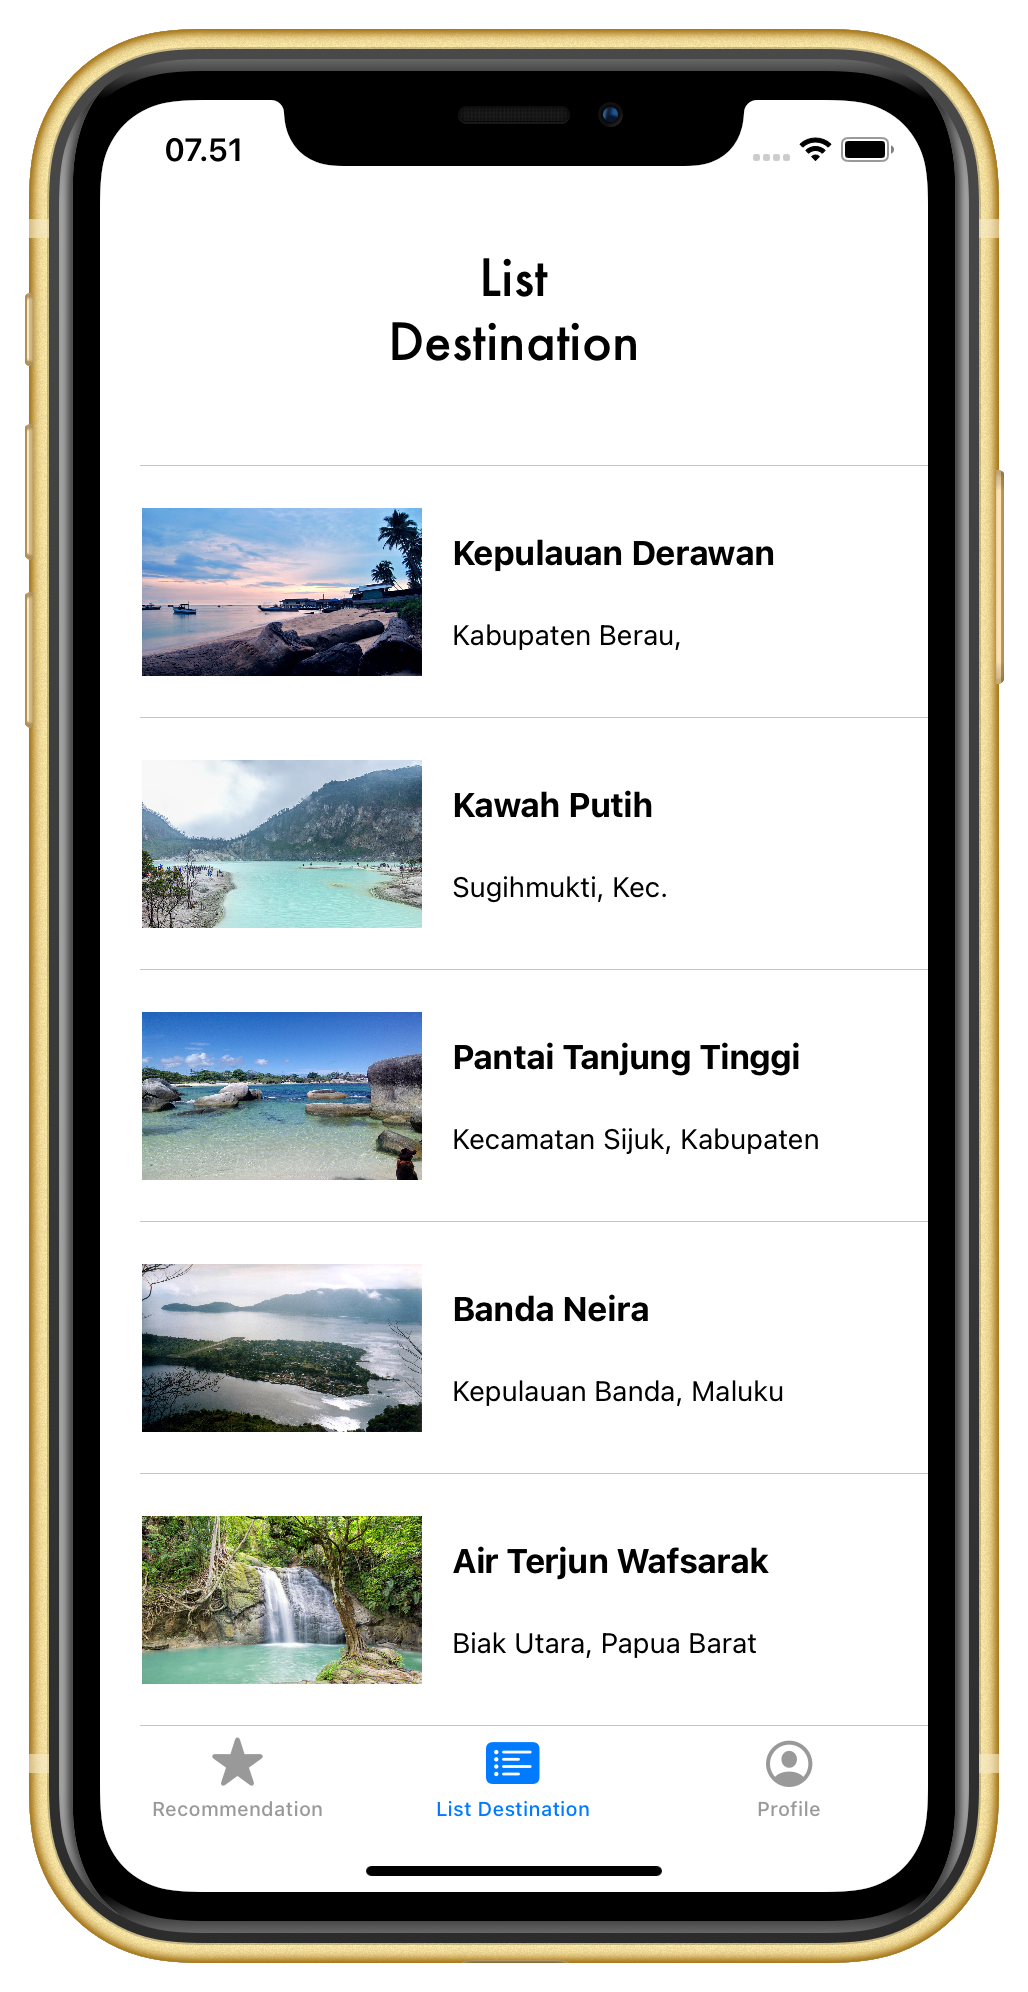 07.51
List
Destination
Kepulauan Derawan
Kabupaten Berau,
Kawah Putih
Sugihmukti, Kec.
Pantai Tanjung Tinggi
Kecamatan Sijuk, Kabupaten
Banda Neira
Kepulauan Banda, Maluku
Air Terjun Wafsarak
Biak Utara, Papua Barat
Recommendation
List Destination
Profile